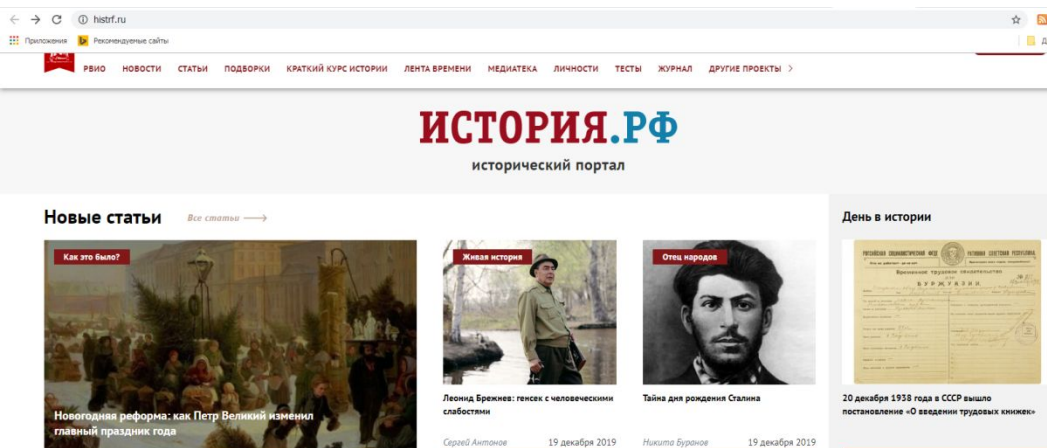 histrf.ru
Приложения
Рекомендуемые сайты
РВИО НОВОСТИ СТАТЬИ ПОДБОРКИ КРАТКИЙ КУРС ИСТОРИИ ЛЕНТА ВРЕМЕНИ МЕДИАТЕКА ЛИЧНОСТИ ТЕСТЫ ЖУРНАЛ ДРУГИЕ ПРОЕКТЫ >
ИСТОРИЯ.РФ
исторический портал
Новые статьи
Все статьи
Как это было?
Новогодняя реформа: как Петр Великий изменил
главный праздник года
Живая история
Леонид Брежнев: генсек с человеческими
слабостями
Сергей Антонов 19 декабря 2019
Отец народов
Тайна дня рождения Сталина
Никита Буранов 19 декабря 2019
День в истории
Временное трудовое свидетельство
БУРЖУАЗИИ
20 декабря 1938 года в СССР вышло
постановление «О введении трудовых книжек»